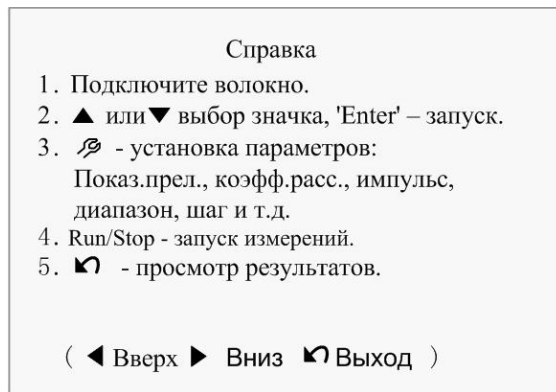 Справка
1. Подключите волокно.
2. ▲ или▼ выбор значка, 'Enter' – запуск.
3. - установка параметров:
Показ.прел., коэфф.расс., импульс,
диапазон, шаг и т.д.
4. Run/Stop - запуск измерений.
5. ↶ - просмотр результатов.
( ◀ Вверх ▶ Вниз ↶ Выход )